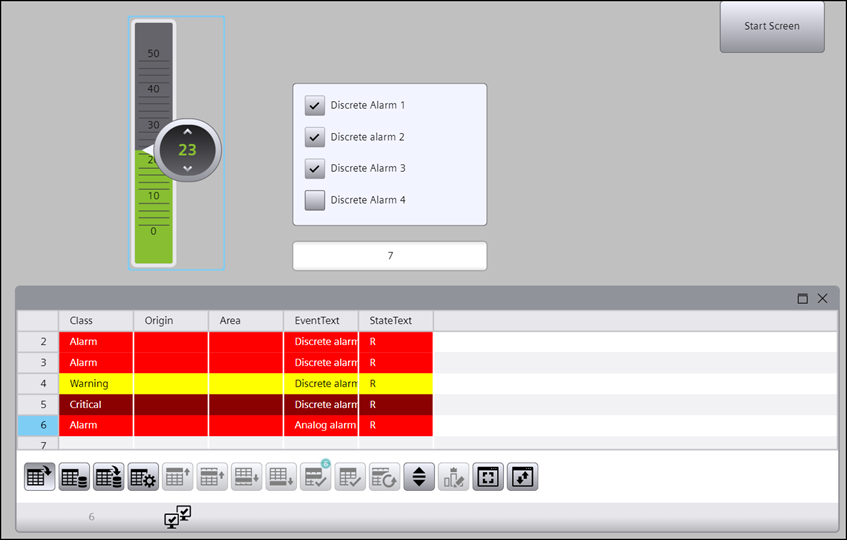 Start Screen
50
40
30
23
20
10
0
Discrete Alarm 1
Discrete alarm 2
Discrete Alarm 3
Discrete Alarm 4
7
Class Origin Area EventText StateText
2 Alarm Discrete alarm R
3 Alarm Discrete alarm R
4 Warning Discrete alarm R
5 Critical Discrete alarm R
6 Alarm Analog alarm R
7
6
6